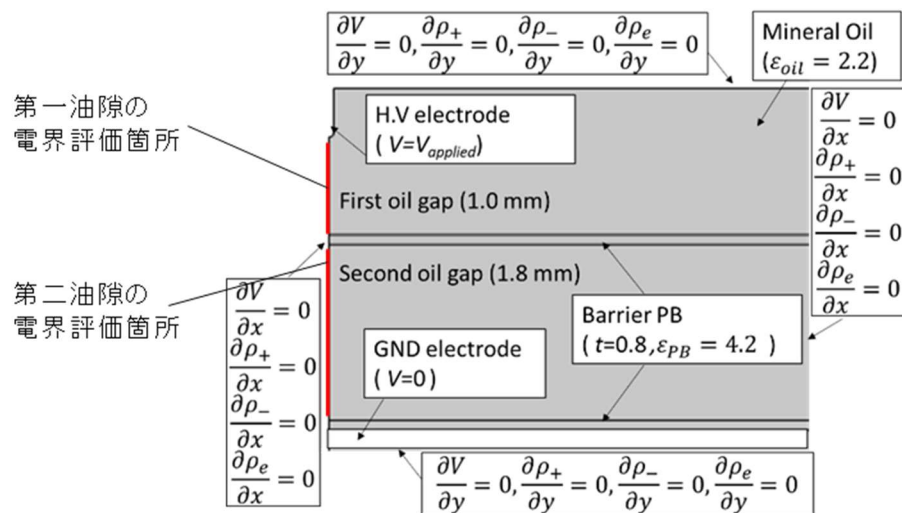 ∂V/∂y = 0, ∂ρ₊/∂y = 0, ∂ρ₋/∂y = 0, ∂ρₑ/∂y = 0
Mineral Oil
(ε_oil = 2.2)
第一油隙の
電界評価箇所
H.V electrode
( V=V_applied)
∂V/∂x = 0
∂ρ₊/∂x = 0
∂ρ₋/∂x = 0
∂ρₑ/∂x = 0
First oil gap (1.0 mm)
Second oil gap (1.8 mm)
第二油隙の
電界評価箇所
∂V/∂x = 0
∂ρ₊/∂x = 0
∂ρ₋/∂x = 0
∂ρₑ/∂x = 0
Barrier PB
( t=0.8,ε_PB = 4.2 )
GND electrode
( V=0)
∂V/∂y = 0, ∂ρ₊/∂y = 0, ∂ρ₋/∂y = 0, ∂ρₑ/∂y = 0